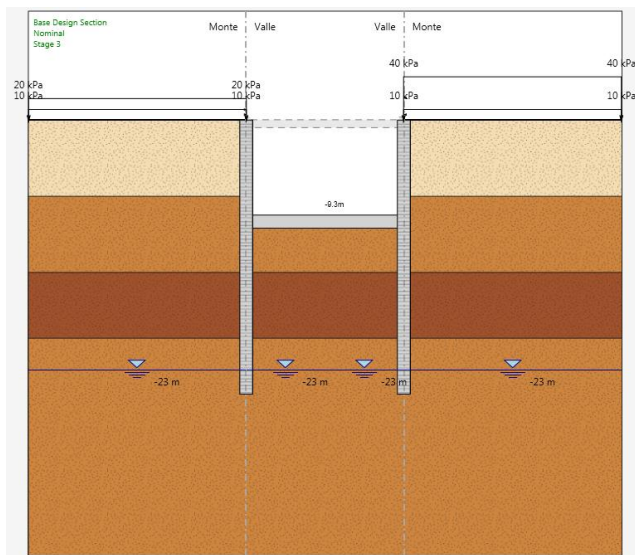 Base Design Section
Nominal
Stage 3
Monte
Valle
Valle
Monte
40 kPa
40 kPa
20 kPa
20 kPa
10 kPa
10 kPa
10 kPa
10 kPa
-9.3m
-23 m
-23 m
-23 m
-23 m